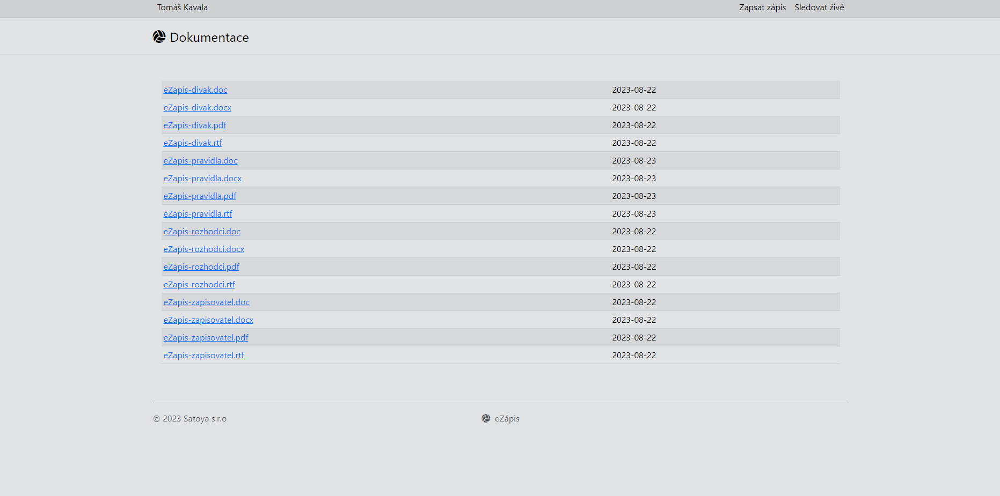 Tomáš Kavala Zapsat zápis Sledovat živě
Dokumentace
eZapis-divak.doc 2023-08-22
eZapis-divak.docx 2023-08-22
eZapis-divak.pdf 2023-08-22
eZapis-divak.rtf 2023-08-22
eZapis-pravidla.doc 2023-08-23
eZapis-pravidla.docx 2023-08-23
eZapis-pravidla.pdf 2023-08-23
eZapis-pravidla.rtf 2023-08-23
eZapis-rozhodci.doc 2023-08-22
eZapis-rozhodci.docx 2023-08-22
eZapis-rozhodci.pdf 2023-08-22
eZapis-rozhodci.rtf 2023-08-22
eZapis-zapisovatel.doc 2023-08-22
eZapis-zapisovatel.docx 2023-08-22
eZapis-zapisovatel.pdf 2023-08-22
eZapis-zapisovatel.rtf 2023-08-22
© 2023 Satoya s.r.o eZápis